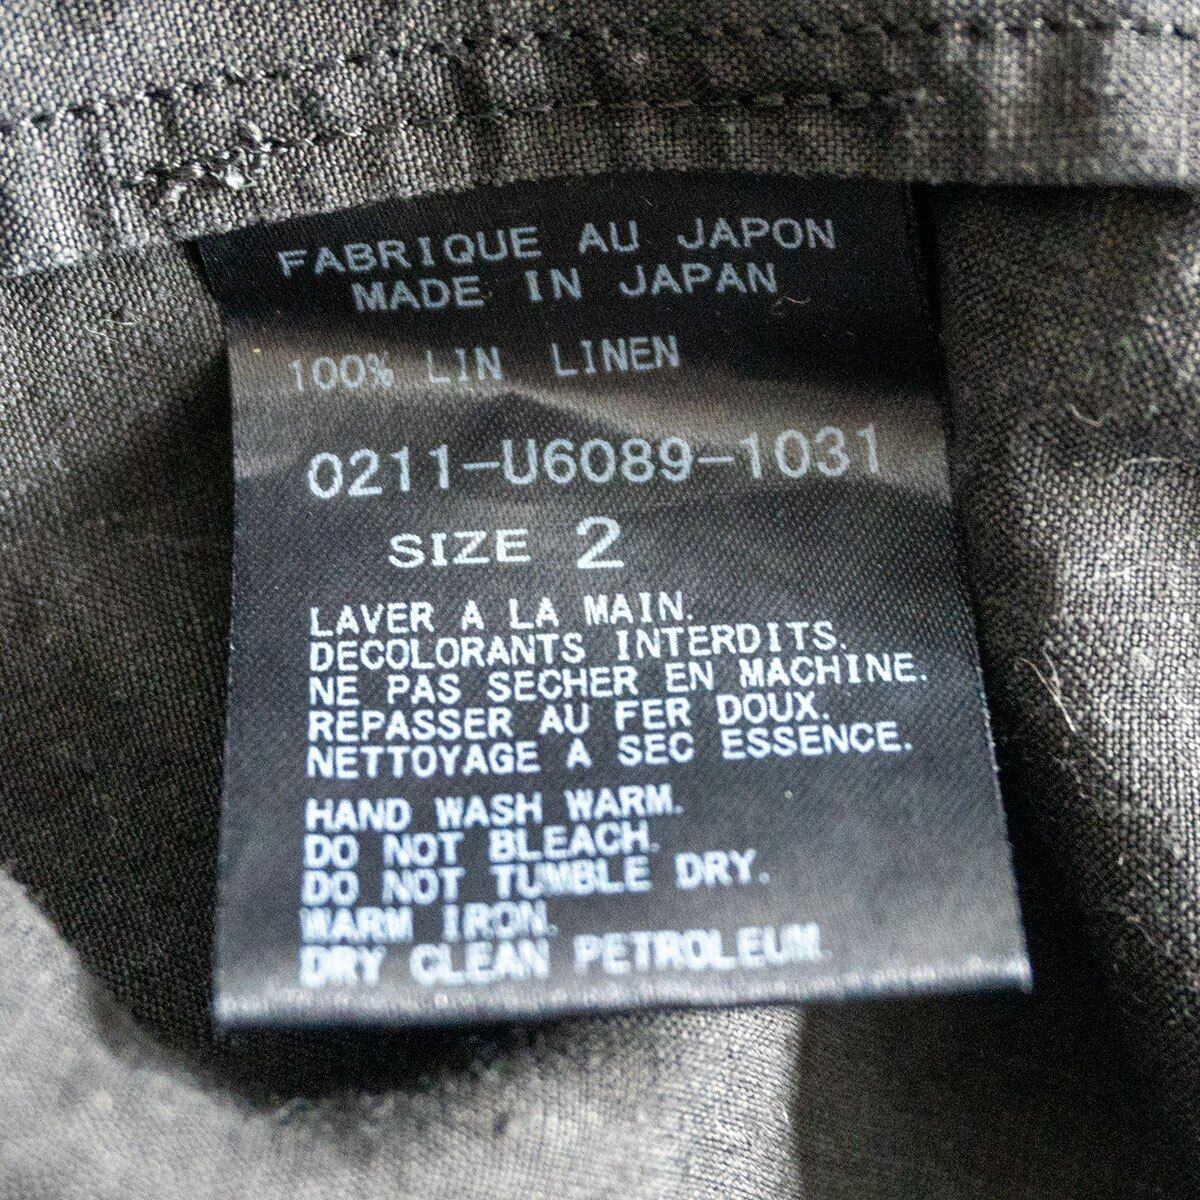 FABRIQUE AU JAPON
MADE IN JAPAN
100% LIN LINEN
0211-U6089-1031
SIZE 2
LAVER A LA MAIN.
DECOLORANTS INTERDITS.
NE PAS SECHER EN MACHINE.
REPASSER AU FER DOUX.
NETTOYAGE A SEC ESSENCE.
HAND WASH WARM.
DO NOT BLEACH.
DO NOT TUMBLE DRY.
WARM IRON.
DRY CLEAN PETROLEUM.